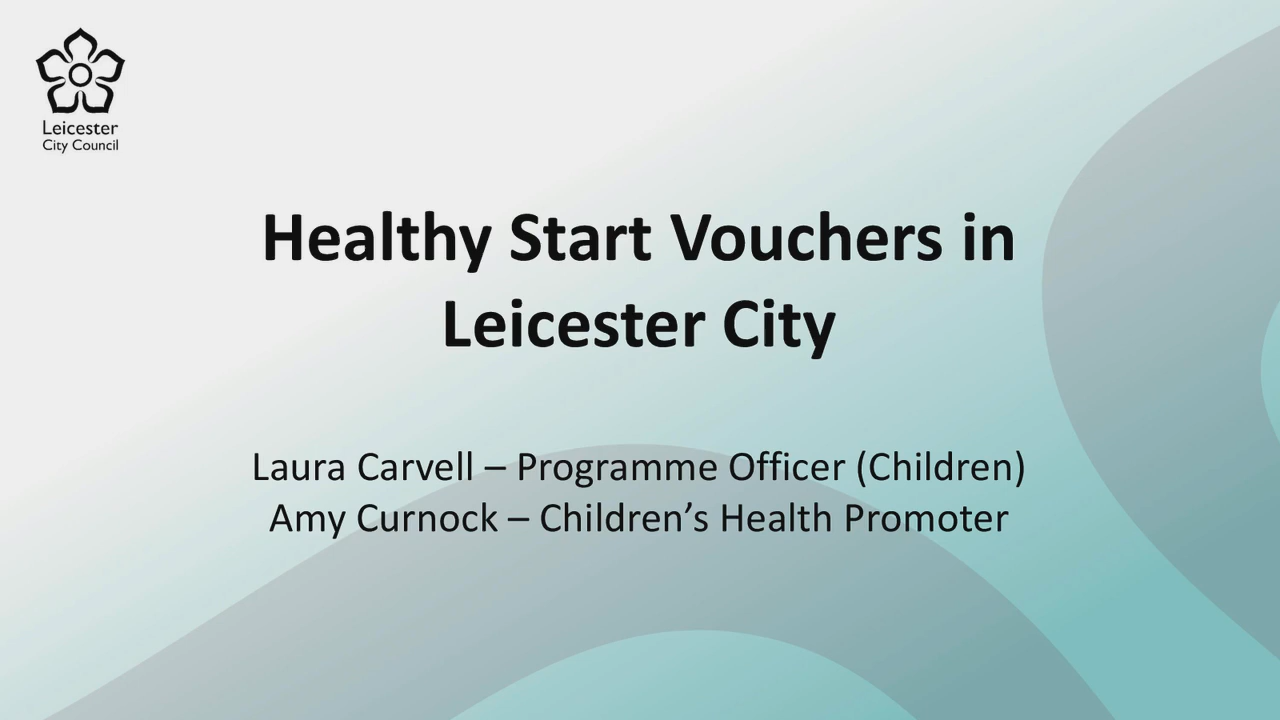 Leicester
City Council
Healthy Start Vouchers in
Leicester City
Laura Carvell – Programme Officer (Children)
Amy Curnock – Children’s Health Promoter